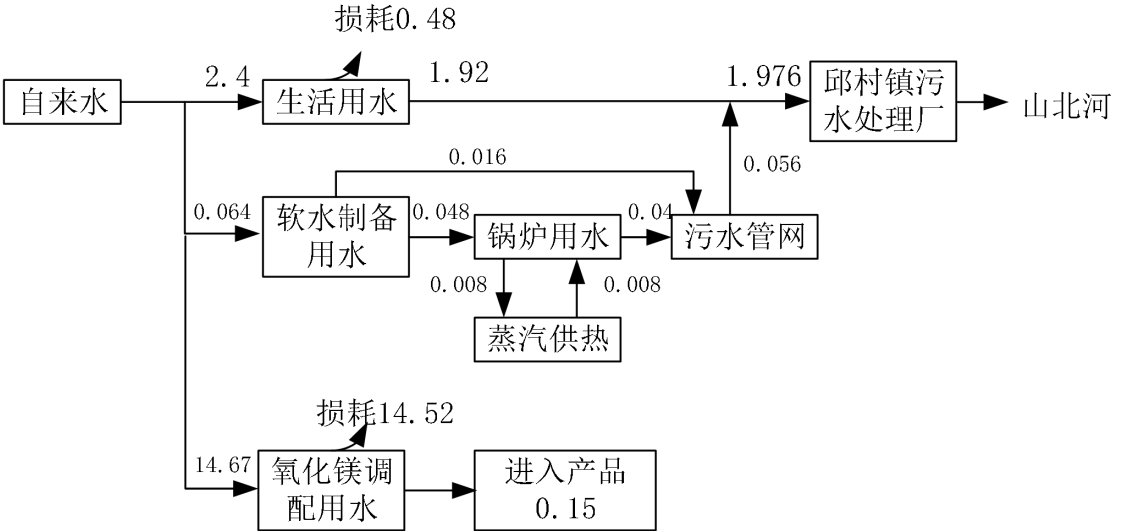 损耗0.48
自来水
2.4
生活用水
1.92
1.976
邱村镇污
水处理厂
山北河
0.016
0.056
0.064
软水制备
用水
0.048
锅炉用水
0.04
污水管网
0.008
0.008
蒸汽供热
损耗14.52
14.67
氧化镁调
配用水
进入产品
0.15